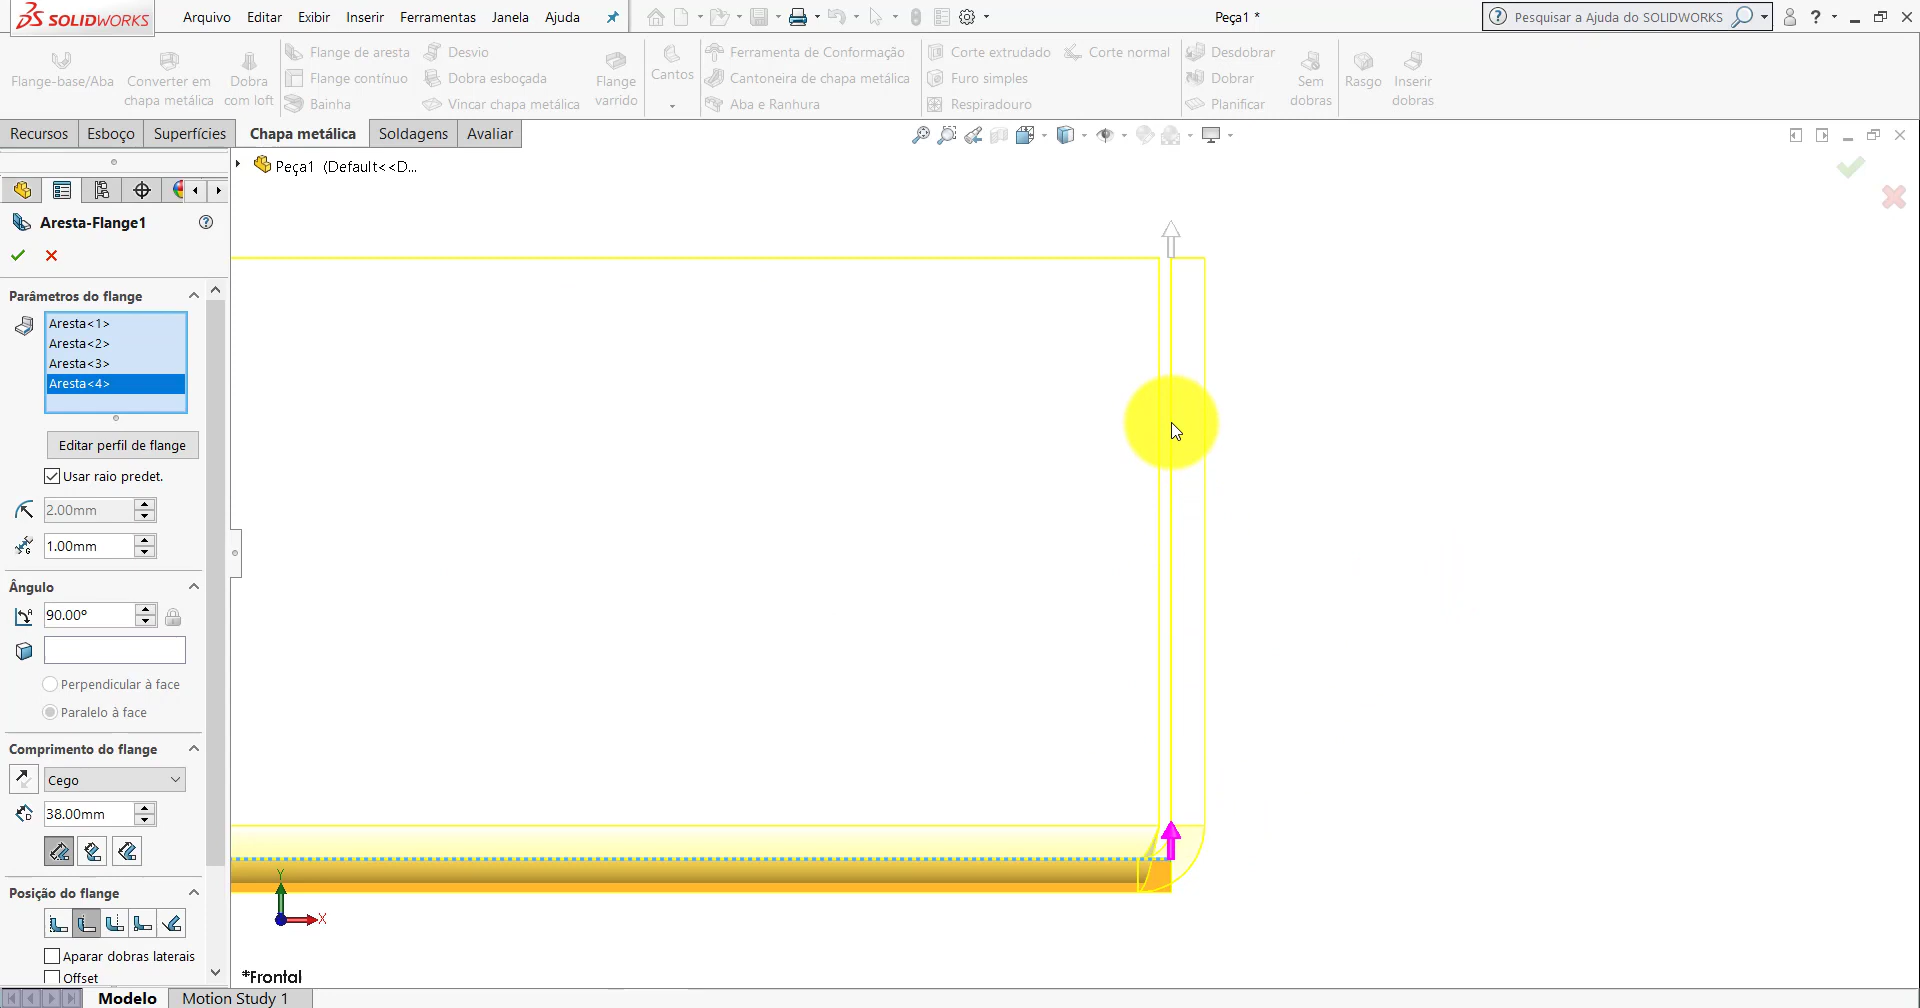 SOLIDWORKS
Arquivo Editar Exibir Inserir Ferramentas Janela Ajuda
Peça1 *
Pesquisar a Ajuda do SOLIDWORKS
Flange-base/Aba
Converter em
chapa metálica
Dobra
com loft
Flange de aresta
Flange contínuo
Bainha
Desvio
Dobra esboçada
Vincar chapa metálica
Flange
varrido
Cantos
Ferramenta de Conformação
Cantoneira de chapa metálica
Aba e Ranhura
Corte extrudado
Furo simples
Respiradouro
Corte normal
Desdobrar
Dobrar
Planificar
Sem
dobras
Rasgo
Inserir
dobras
Recursos Esboço Superfícies Chapa metálica Soldagens Avaliar
Peça1 (Default<<D...
Aresta-Flange1
Parâmetros do flange
Aresta<1>
Aresta<2>
Aresta<3>
Aresta<4>
Editar perfil de flange
Usar raio predet.
2.00mm
1.00mm
Ângulo
90.00°
Perpendicular à face
Paralelo à face
Comprimento do flange
Cego
38.00mm
Posição do flange
Aparar dobras laterais
Offset
Y
X
*Frontal
Modelo Motion Study 1